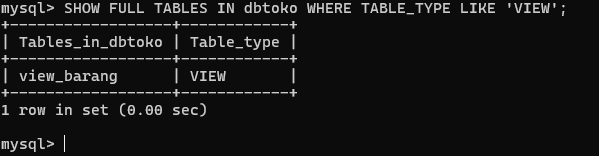 mysql> SHOW FULL TABLES IN dbtoko WHERE TABLE_TYPE LIKE 'VIEW';
+------------------+------------+
| Tables_in_dbtoko | Table_type |
+------------------+------------+
| view_barang      | VIEW       |
+------------------+------------+
1 row in set (0.00 sec)
mysql>